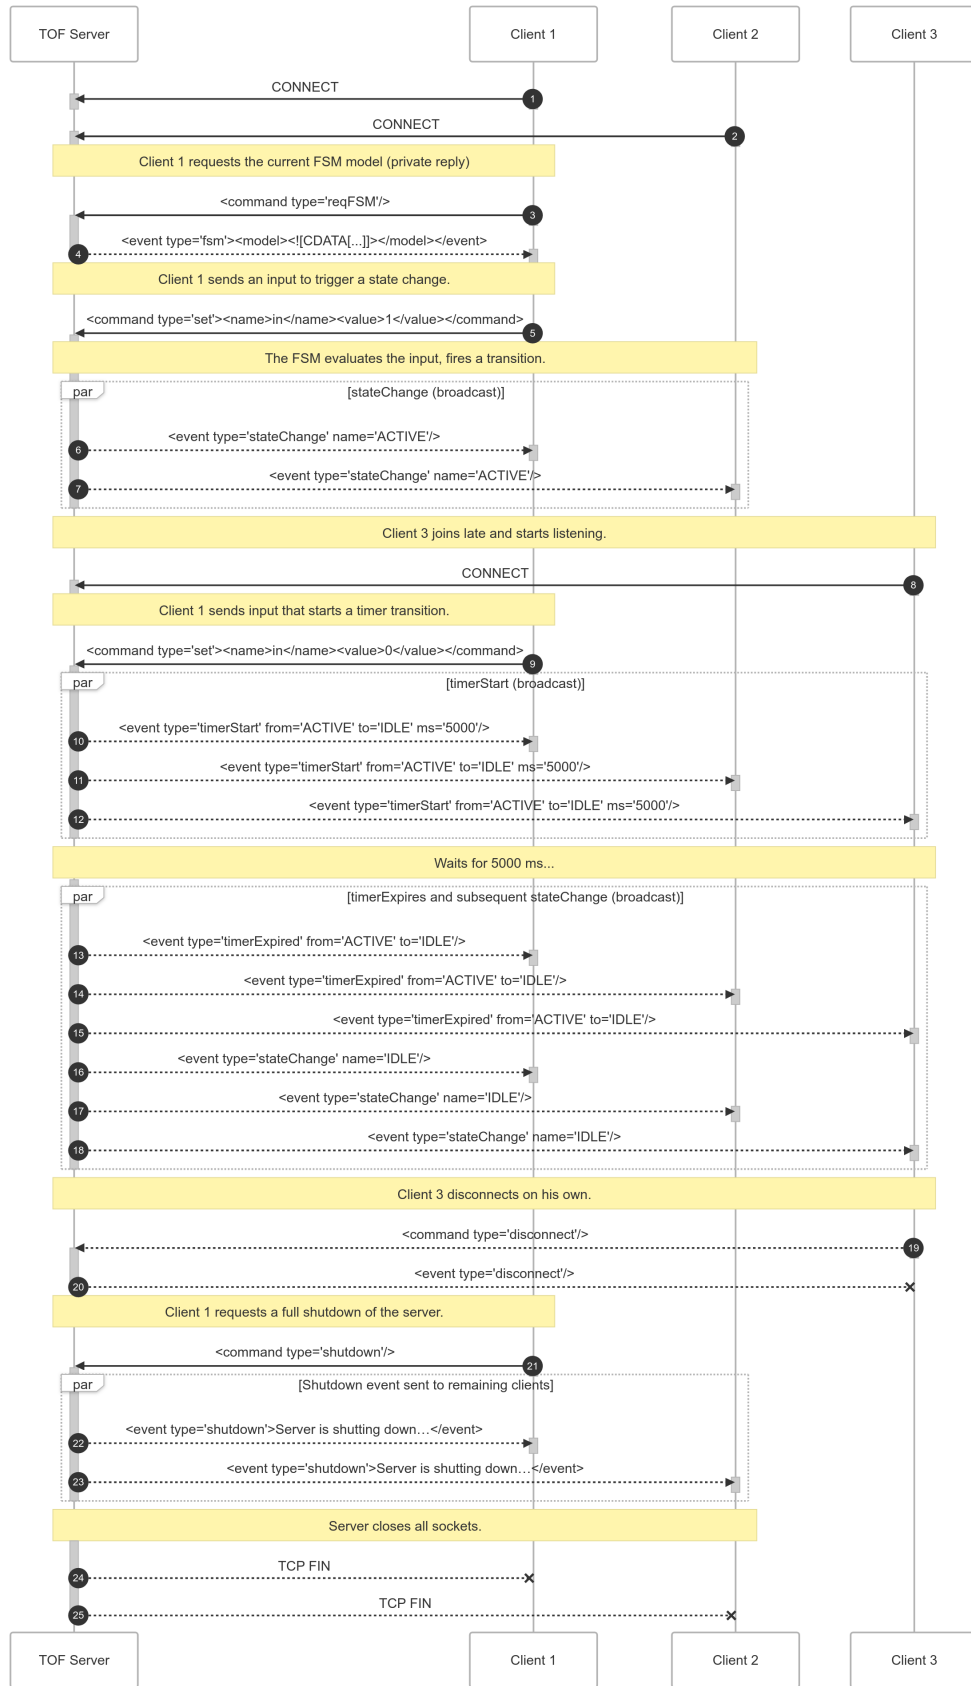 TOF Server
Client 1
Client 2
Client 3
CONNECT
1
CONNECT
2
Client 1 requests the current FSM model (private reply)
<command type='reqFSM'/>
3
<event type='fsm'><model><![CDATA[...]]></model></event>
4
Client 1 sends an input to trigger a state change.
<command type='set'><name>in</name><value>1</value></command>
5
The FSM evaluates the input, fires a transition.
par
[stateChange (broadcast)]
<event type='stateChange' name='ACTIVE'/>
6
<event type='stateChange' name='ACTIVE'/>
7
Client 3 joins late and starts listening.
CONNECT
8
Client 1 sends input that starts a timer transition.
<command type='set'><name>in</name><value>0</value></command>
9
par
[timerStart (broadcast)]
<event type='timerStart' from='ACTIVE' to='IDLE' ms='5000'/>
10
<event type='timerStart' from='ACTIVE' to='IDLE' ms='5000'/>
11
<event type='timerStart' from='ACTIVE' to='IDLE' ms='5000'/>
12
Waits for 5000 ms...
par
[timerExpires and subsequent stateChange (broadcast)]
<event type='timerExpired' from='ACTIVE' to='IDLE'/>
13
<event type='timerExpired' from='ACTIVE' to='IDLE'/>
14
<event type='timerExpired' from='ACTIVE' to='IDLE'/>
15
<event type='stateChange' name='IDLE'/>
16
<event type='stateChange' name='IDLE'/>
17
<event type='stateChange' name='IDLE'/>
18
Client 3 disconnects on his own.
<command type='disconnect'/>
19
<event type='disconnect'/>
20
Client 1 requests a full shutdown of the server.
<command type='shutdown'/>
21
par
[Shutdown event sent to remaining clients]
<event type='shutdown'>Server is shutting down…</event>
22
<event type='shutdown'>Server is shutting down…</event>
23
Server closes all sockets.
TCP FIN
24
TCP FIN
25
TOF Server
Client 1
Client 2
Client 3